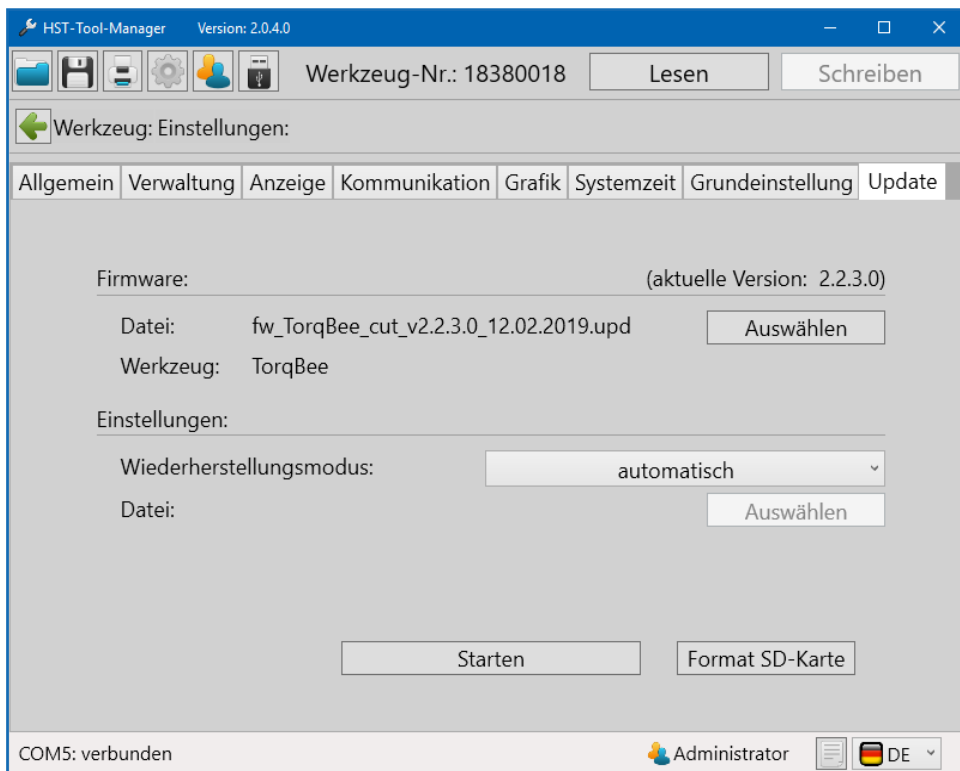 HST-Tool-Manager Version: 2.0.4.0
Werkzeug-Nr.: 18380018 Lesen Schreiben
Werkzeug: Einstellungen:
Allgemein Verwaltung Anzeige Kommunikation Grafik Systemzeit Grundeinstellung Update
Firmware: (aktuelle Version: 2.2.3.0)
Datei: fw_TorqBee_cut_v2.2.3.0_12.02.2019.upd Auswählen
Werkzeug: TorqBee
Einstellungen:
Wiederherstellungsmodus: automatisch
Datei: Auswählen
Starten Format SD-Karte
COM5: verbunden Administrator DE